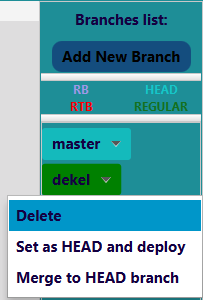 Branches list:
Add New Branch
RB HEAD
RTB REGULAR
master
dekel
Delete
Set as HEAD and deploy
Merge to HEAD branch